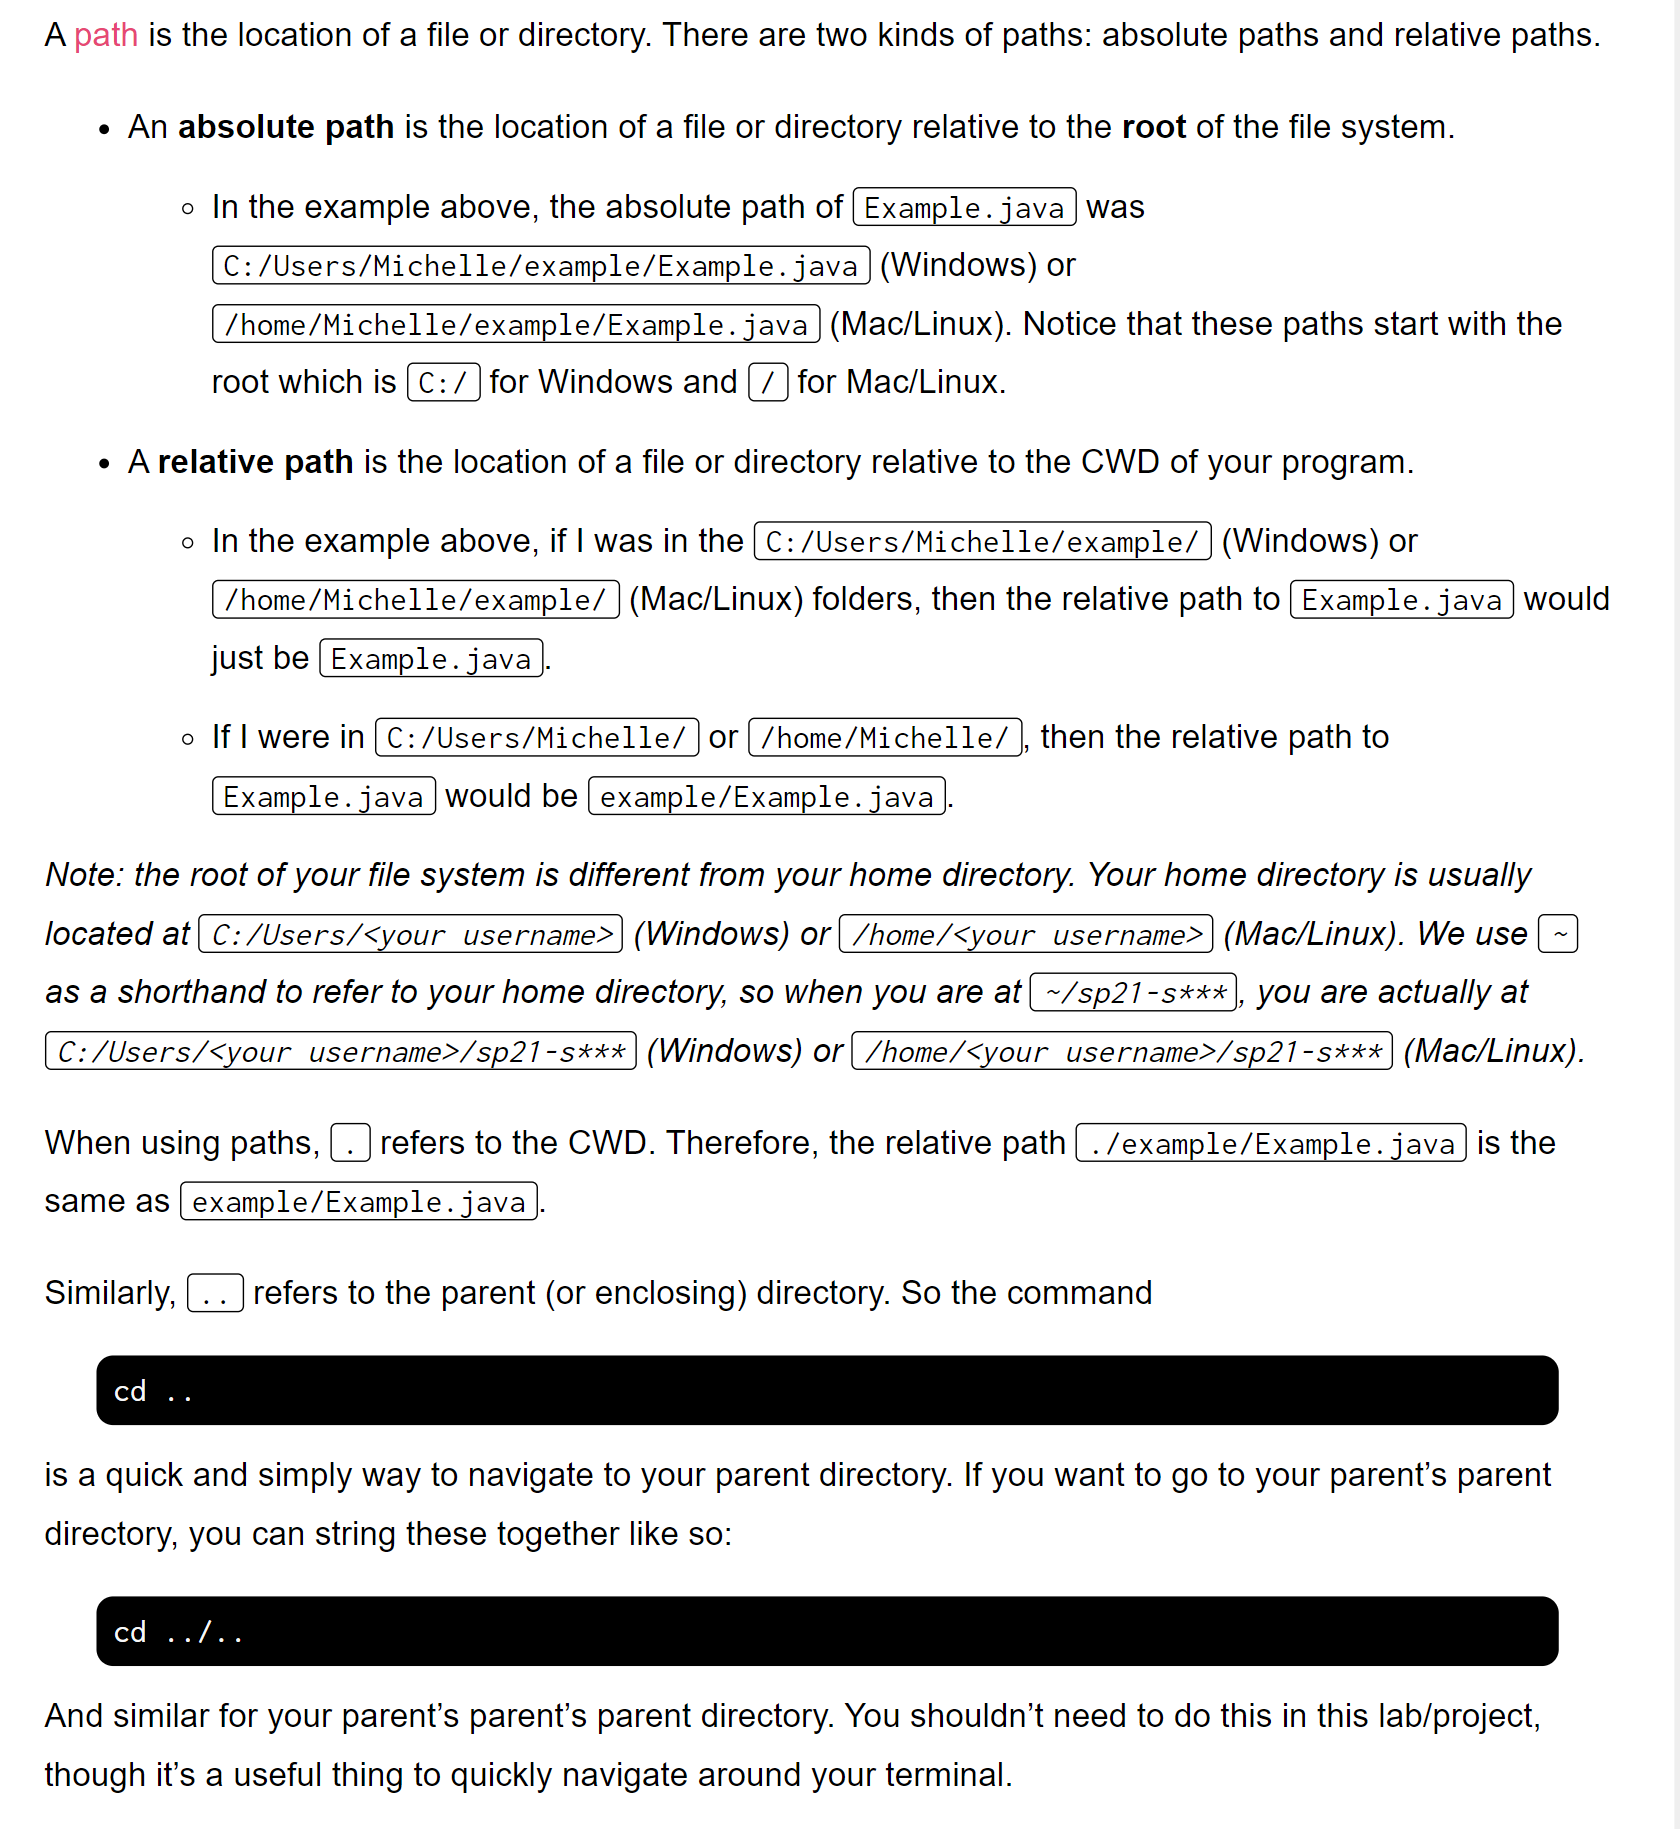 A path is the location of a file or directory. There are two kinds of paths: absolute paths and relative paths.
• An absolute path is the location of a file or directory relative to the root of the file system.
◦ In the example above, the absolute path of Example.java was
C:/Users/Michelle/example/Example.java (Windows) or
/home/Michelle/example/Example.java (Mac/Linux). Notice that these paths start with the
root which is C:/ for Windows and / for Mac/Linux.
• A relative path is the location of a file or directory relative to the CWD of your program.
◦ In the example above, if I was in the C:/Users/Michelle/example/ (Windows) or
/home/Michelle/example/ (Mac/Linux) folders, then the relative path to Example.java would
just be Example.java.
◦ If I were in C:/Users/Michelle/ or /home/Michelle/, then the relative path to
Example.java would be example/Example.java.
Note: the root of your file system is different from your home directory. Your home directory is usually
located at C:/Users/<your username> (Windows) or /home/<your username> (Mac/Linux). We use ~
as a shorthand to refer to your home directory, so when you are at ~/sp21-s***, you are actually at
C:/Users/<your username>/sp21-s*** (Windows) or /home/<your username>/sp21-s*** (Mac/Linux).
When using paths, . refers to the CWD. Therefore, the relative path ./example/Example.java is the
same as example/Example.java.
Similarly, .. refers to the parent (or enclosing) directory. So the command
cd ..
is a quick and simply way to navigate to your parent directory. If you want to go to your parent’s parent
directory, you can string these together like so:
cd ../..
And similar for your parent’s parent’s parent directory. You shouldn’t need to do this in this lab/project,
though it’s a useful thing to quickly navigate around your terminal.